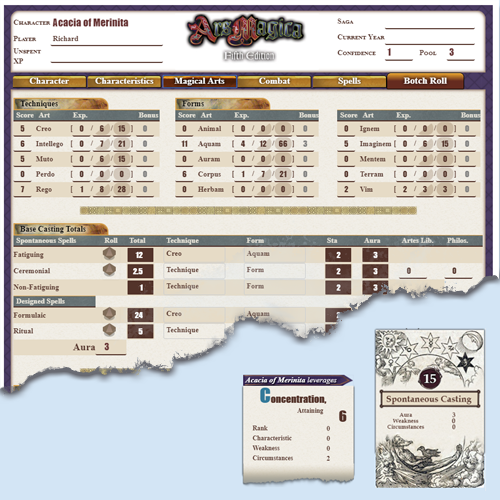 CHARACTER Acacia of Merinita
PLAYER Richard
UNSPENT XP
Ars Magica
Fifth Edition
SAGA
CURRENT YEAR
CONFIDENCE 1 POOL 3
Character Characteristics Magical Arts Combat Spells Botch Roll
Techniques
Score Art Exp. Bonus
5 Creo [ 0 / 6 / 15 ] 0
6 Intellego [ 0 / 7 / 21 ] 0
5 Muto [ 0 / 6 / 15 ] 0
0 Perdo [ 0 / 0 / 0 ] 0
7 Rego [ 1 / 8 / 28 ] 0
Forms
Score Art Exp. Bonus
0 Animal [ 0 / 0 / 0 ] 0
11 Aquam [ 4 / 12 / 66 ] 3
0 Auram [ 0 / 0 / 0 ] 0
6 Corpus [ 1 / 7 / 21 ] 0
0 Herbam [ 0 / 0 / 0 ] 0
Score Art Exp. Bonus
0 Ignem [ 0 / 0 / 0 ] 0
5 Imaginem [ 0 / 6 / 15 ] 0
0 Mentem [ 0 / 0 / 0 ] 0
0 Terram [ 0 / 0 / 0 ] 0
2 Vim [ 2 / 3 / 3 ] 0
Base Casting Totals
Spontaneous Spells Roll Total Technique Form Sta Aura Artes Lib. Philos.
Fatiguing 12 Creo Aquam 2 3
Ceremonial 2.5 Technique Form 2 3 0 0
Non-Fatiguing 1 Technique Form 2 3
Designed Spells
Formulaic 24 Creo Aquam
Ritual 5 Technique
Aura 3
Acacia of Merinita leverages
Concentration,
Attaining 6
Rank 0
Characteristic 0
Weakness 0
Circumstances 2
15
Spontaneous Casting
Aura 3
Weakness 0
Circumstances 0